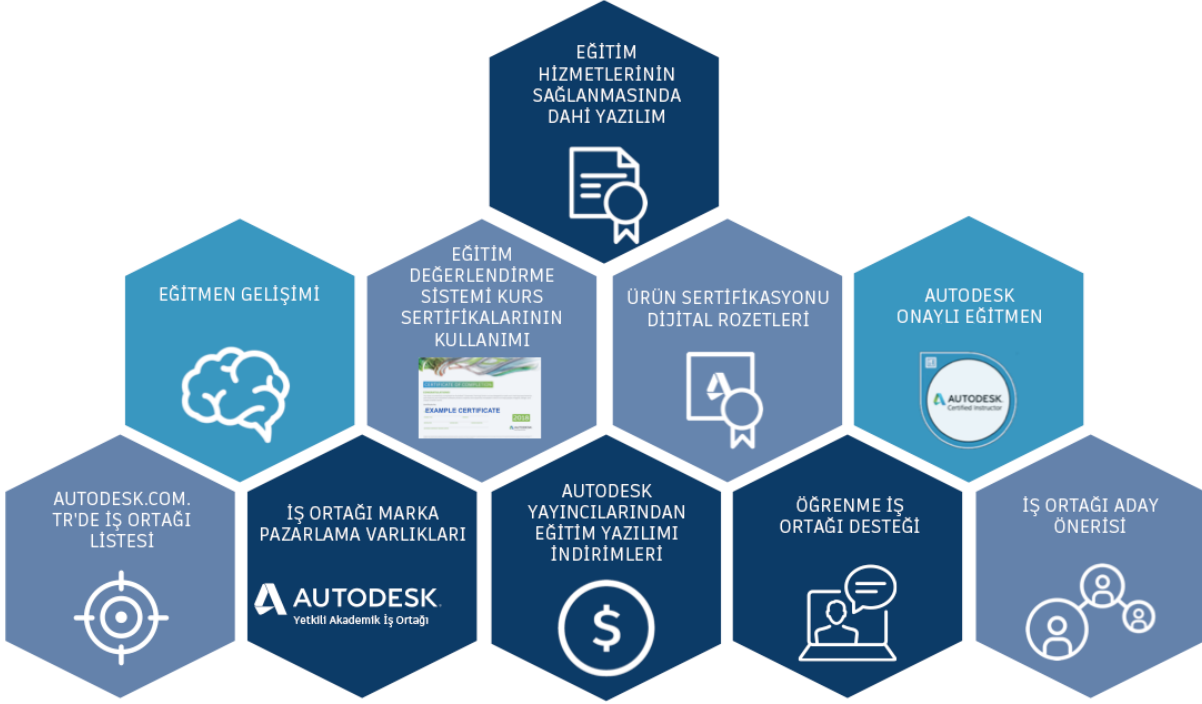 EĞİTİM
HİZMETLERİNİN
SAĞLANMASINDA
DAHİ YAZILIM
EĞİTMEN GELİŞİMİ
EĞİTİM
DEĞERLENDİRME
SİSTEMİ KURS
SERTİFİKALARININ
KULLANIMI
EXAMPLE CERTIFICATE
ÜRÜN SERTİFİKASYONU
DİJİTAL ROZETLERİ
AUTODESK
ONAYLI EĞİTMEN
AUTODESK
Certified Instructor
AUTODESK.COM.
TR'DE İŞ ORTAĞI
LİSTESİ
İŞ ORTAĞI MARKA
PAZARLAMA VARLIKLARI
AUTODESK.
Yetkili Akademik İş Ortağı
AUTODESK
YAYINCILARINDAN
EĞİTİM YAZILIMI
İNDİRİMLERİ
$
ÖĞRENME İŞ
ORTAĞI DESTEĞİ
İŞ ORTAĞI ADAY
ÖNERİSİ